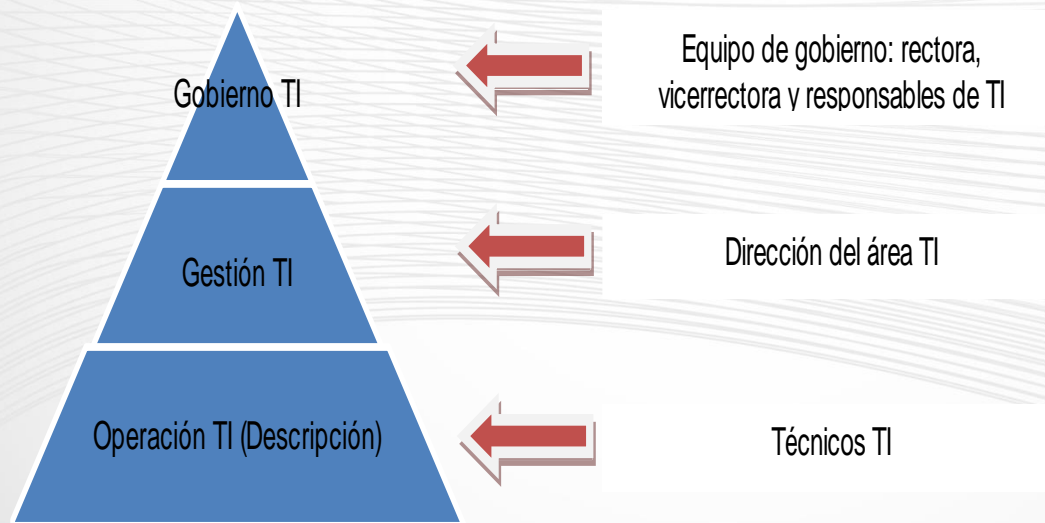 Gobierno TI
Equipo de gobierno: rectora,
vicerrectora y responsables de TI
Gestión TI
Dirección del área TI
Operación TI (Descripción)
Técnicos TI